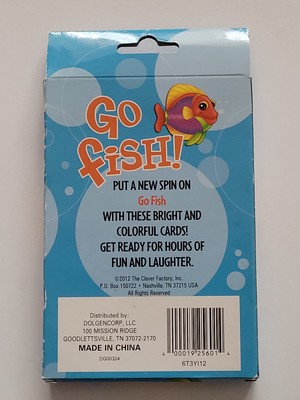 Go
fiSH!
PUT A NEW SPIN ON
Go Fish
WITH THESE BRIGHT AND
COLORFUL CARDS!
GET READY FOR HOURS OF
FUN AND LAUGHTER.
©2012 The Clever Factory, Inc.
P.O. Box 150722 • Nashville, TN 37215 USA
All Rights Reserved
Distributed by:
DOLGENCORP, LLC
100 MISSION RIDGE
GOODLETTSVILLE, TN 37072-2170
MADE IN CHINA
DG0032A
4 00019 25601 4
6T3YI12